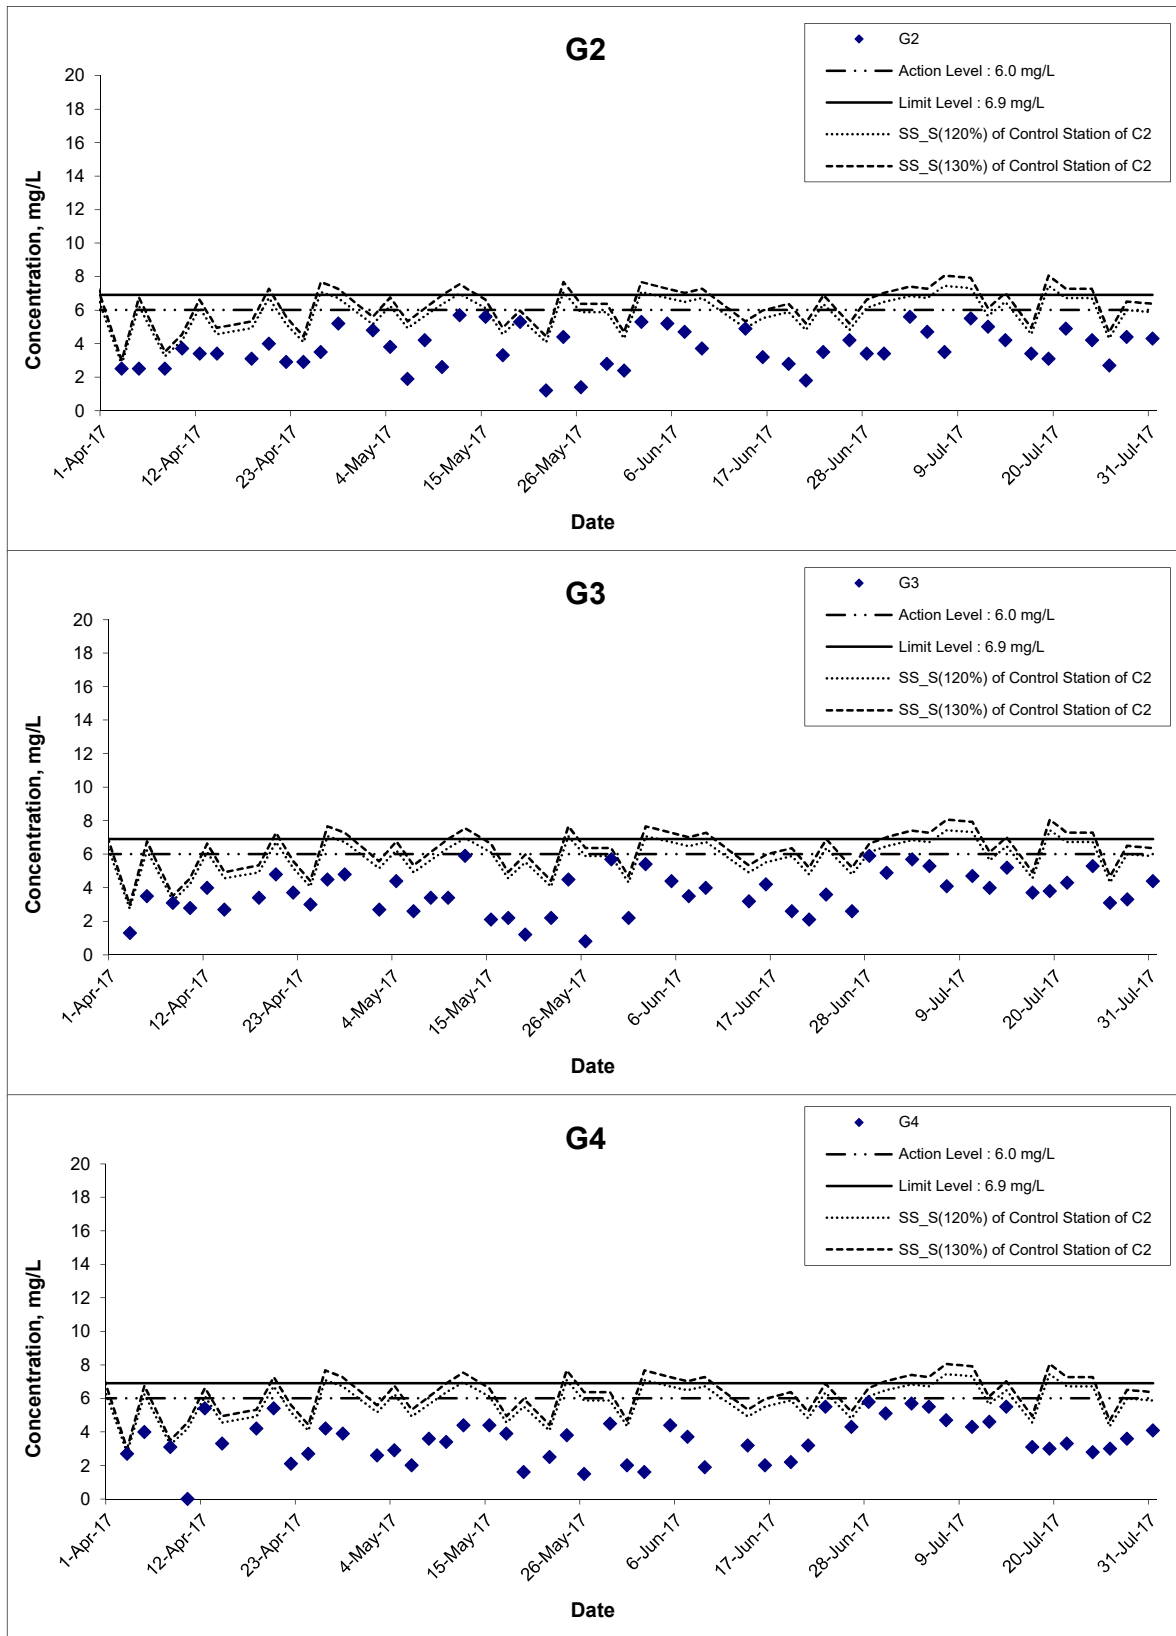 G2
G2
Action Level : 6.0 mg/L
Limit Level : 6.9 mg/L
SS_S(120%) of Control Station of C2
SS_S(130%) of Control Station of C2
Concentration, mg/L
20
18
16
14
12
10
8
6
4
2
0
1-Apr-17
12-Apr-17
23-Apr-17
4-May-17
15-May-17
26-May-17
6-Jun-17
17-Jun-17
28-Jun-17
9-Jul-17
20-Jul-17
31-Jul-17
Date
G3
G3
Action Level : 6.0 mg/L
Limit Level : 6.9 mg/L
SS_S(120%) of Control Station of C2
SS_S(130%) of Control Station of C2
Concentration, mg/L
20
18
16
14
12
10
8
6
4
2
0
1-Apr-17
12-Apr-17
23-Apr-17
4-May-17
15-May-17
26-May-17
6-Jun-17
17-Jun-17
28-Jun-17
9-Jul-17
20-Jul-17
31-Jul-17
Date
G4
G4
Action Level : 6.0 mg/L
Limit Level : 6.9 mg/L
SS_S(120%) of Control Station of C2
SS_S(130%) of Control Station of C2
Concentration, mg/L
20
18
16
14
12
10
8
6
4
2
0
1-Apr-17
12-Apr-17
23-Apr-17
4-May-17
15-May-17
26-May-17
6-Jun-17
17-Jun-17
28-Jun-17
9-Jul-17
20-Jul-17
31-Jul-17
Date